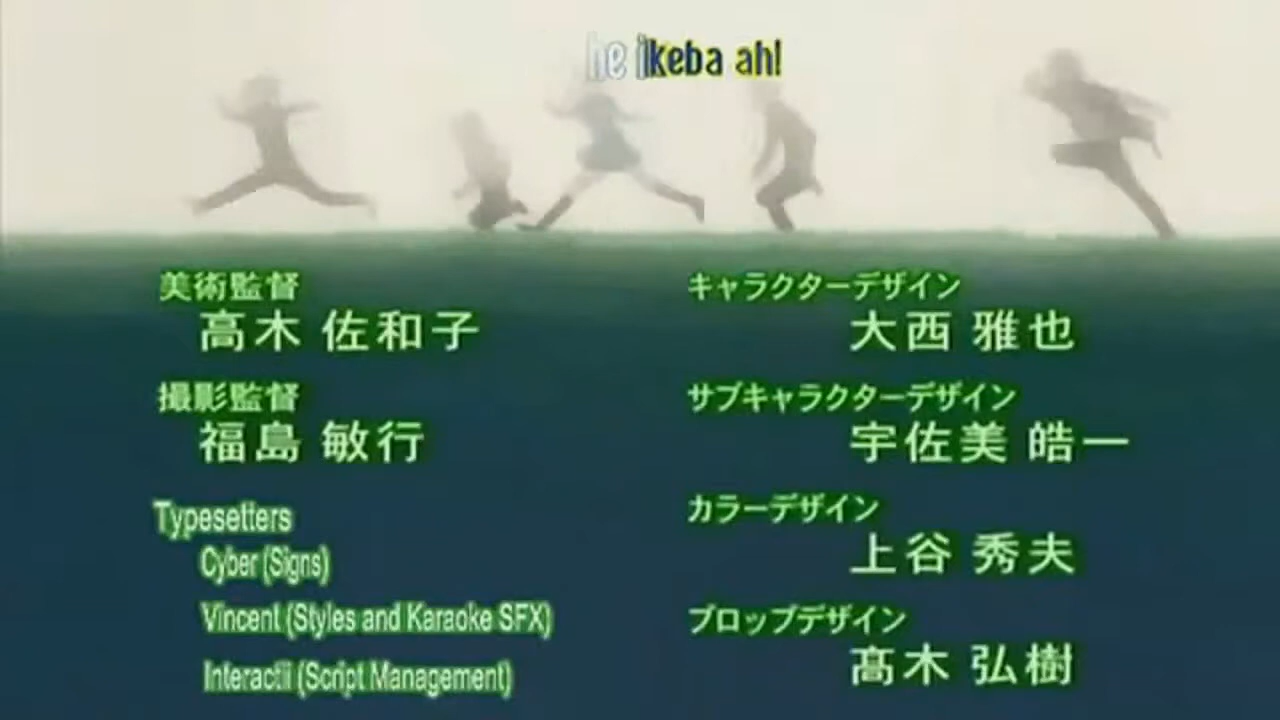 he ikeba ah!
美術監督
高木 佐和子
撮影監督
福島 敏行
Typesetters
Cyber (Signs)
Vincent (Styles and Karaoke SFX)
Interactii (Script Management)
キャラクターデザイン
大西 雅也
サブキャラクターデザイン
宇佐美 皓一
カラーデザイン
上谷 秀夫
プロップデザイン
髙木 弘樹